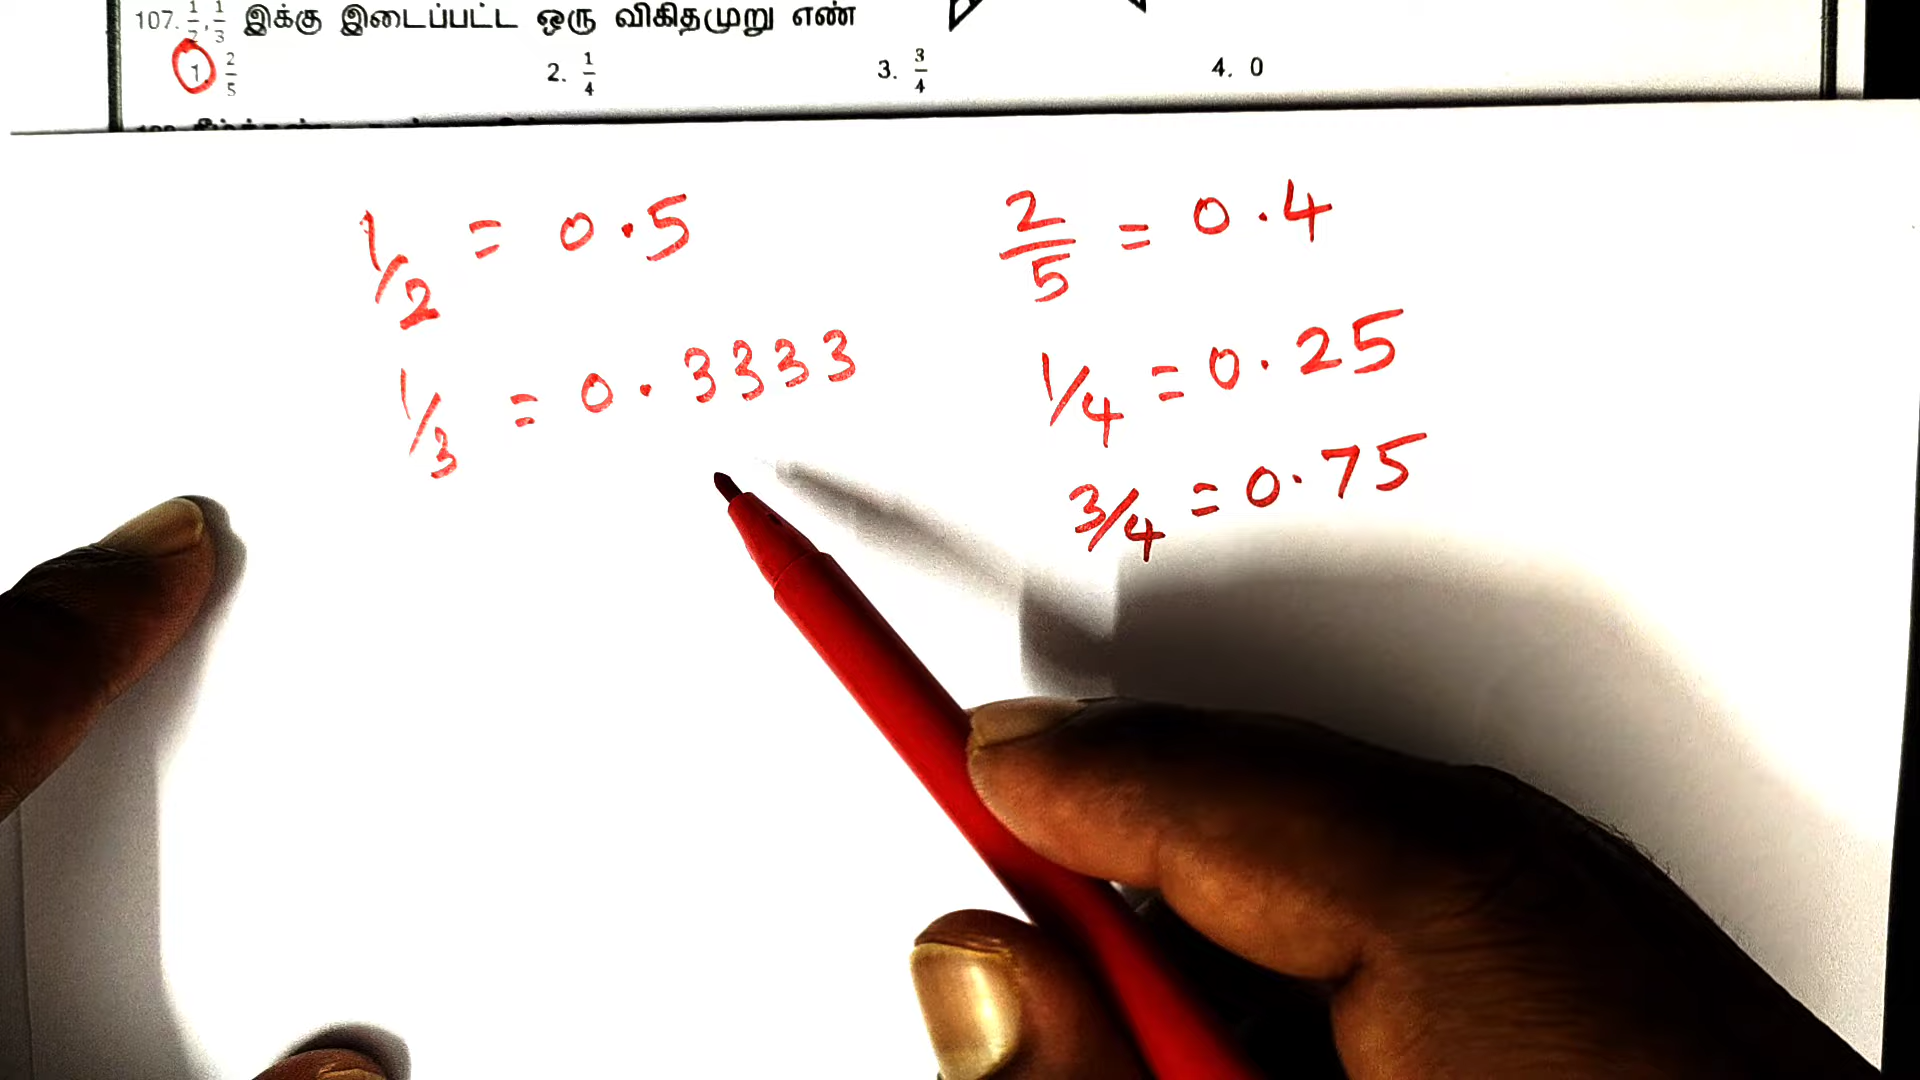 107. 1/2, 1/3 இக்கு இடைப்பட்ட ஒரு விகிதமுறு எண்
1. 2/5 2. 1/4 3. 3/4 4. 0
1/2 = 0.5
1/3 = 0.3333
2/5 = 0.4
1/4 = 0.25
3/4 = 0.75